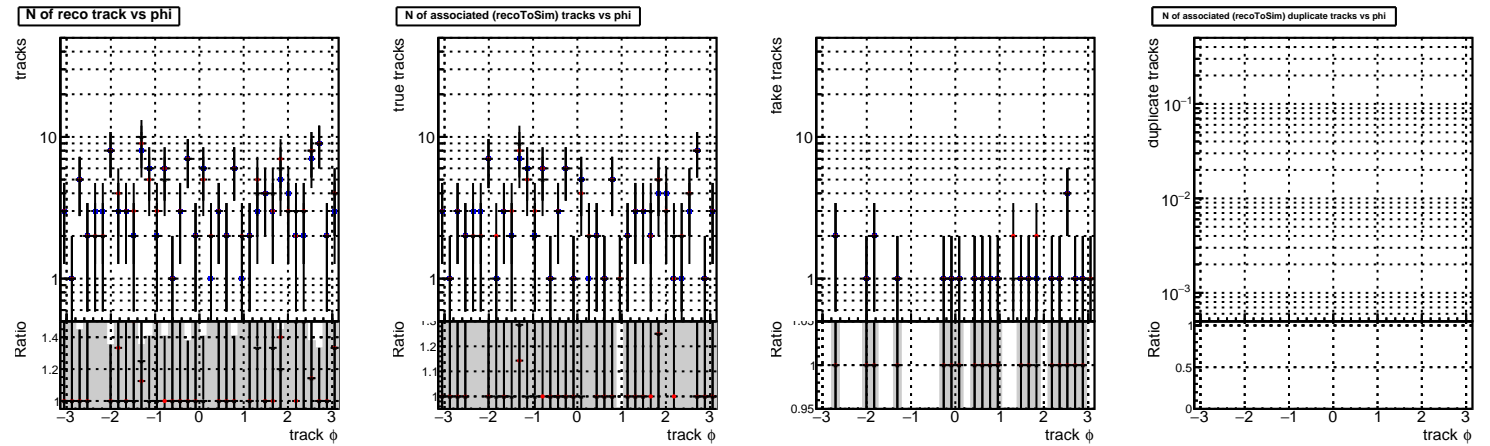 N of reco track vs phi
tracks
10
1
Ratio
1.4
1.2
1
−3 −2 −1 0 1 2 3
track ϕ
N of associated (recoToSim) tracks vs phi
true tracks
10
1
Ratio
1.3
1.2
1.1
1
−3 −2 −1 0 1 2 3
track ϕ
fake tracks
10
1
Ratio
1.05
1
0.95
−3 −2 −1 0 1 2 3
track ϕ
N of associated (recoToSim) duplicate tracks vs phi
duplicate tracks
10−1
10−2
10−3
Ratio
1
0.5
0
−3 −2 −1 0 1 2 3
track ϕ